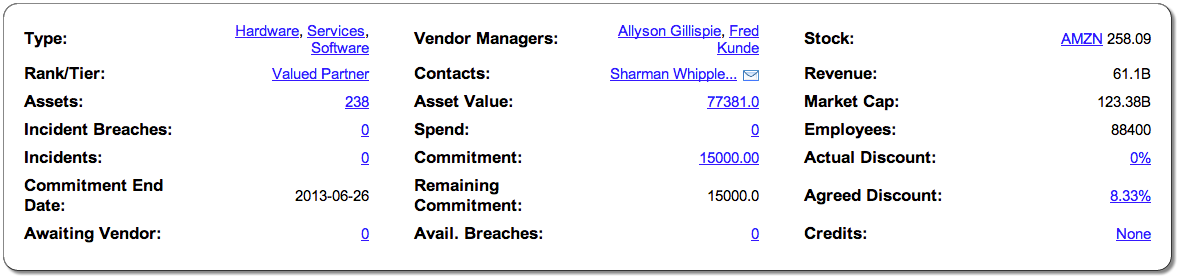 Type: Hardware, Services, Software
Vendor Managers: Allyson Gillispie, Fred Kunde
Stock: AMZN 258.09
Rank/Tier: Valued Partner
Contacts: Sharman Whipple...
Revenue: 61.1B
Assets: 238
Asset Value: 77381.0
Market Cap: 123.38B
Incident Breaches: 0
Spend: 0
Employees: 88400
Incidents: 0
Commitment: 15000.00
Actual Discount: 0%
Commitment End Date: 2013-06-26
Remaining Commitment: 15000.0
Agreed Discount: 8.33%
Awaiting Vendor: 0
Avail. Breaches: 0
Credits: None